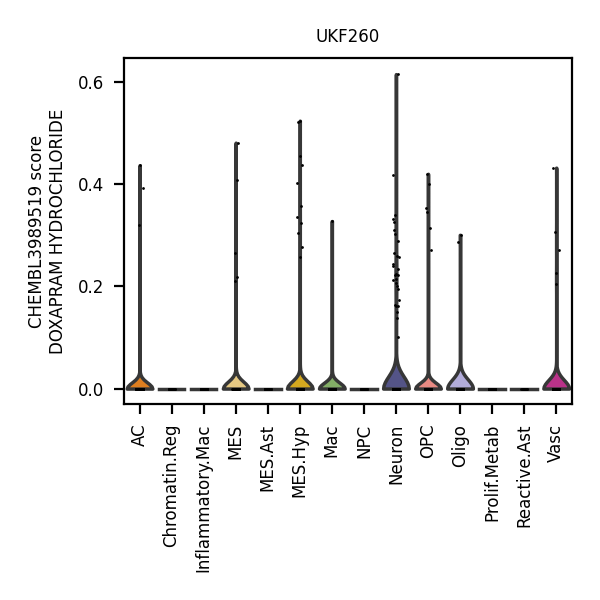 UKF260
CHEMBL3989519 score
DOXAPRAM HYDROCHLORIDE
0.6
0.4
0.2
0.0
AC
Chromatin.Reg
Inflammatory.Mac
MES
MES.Ast
MES.Hyp
Mac
NPC
Neuron
OPC
Oligo
Prolif.Metab
Reactive.Ast
Vasc